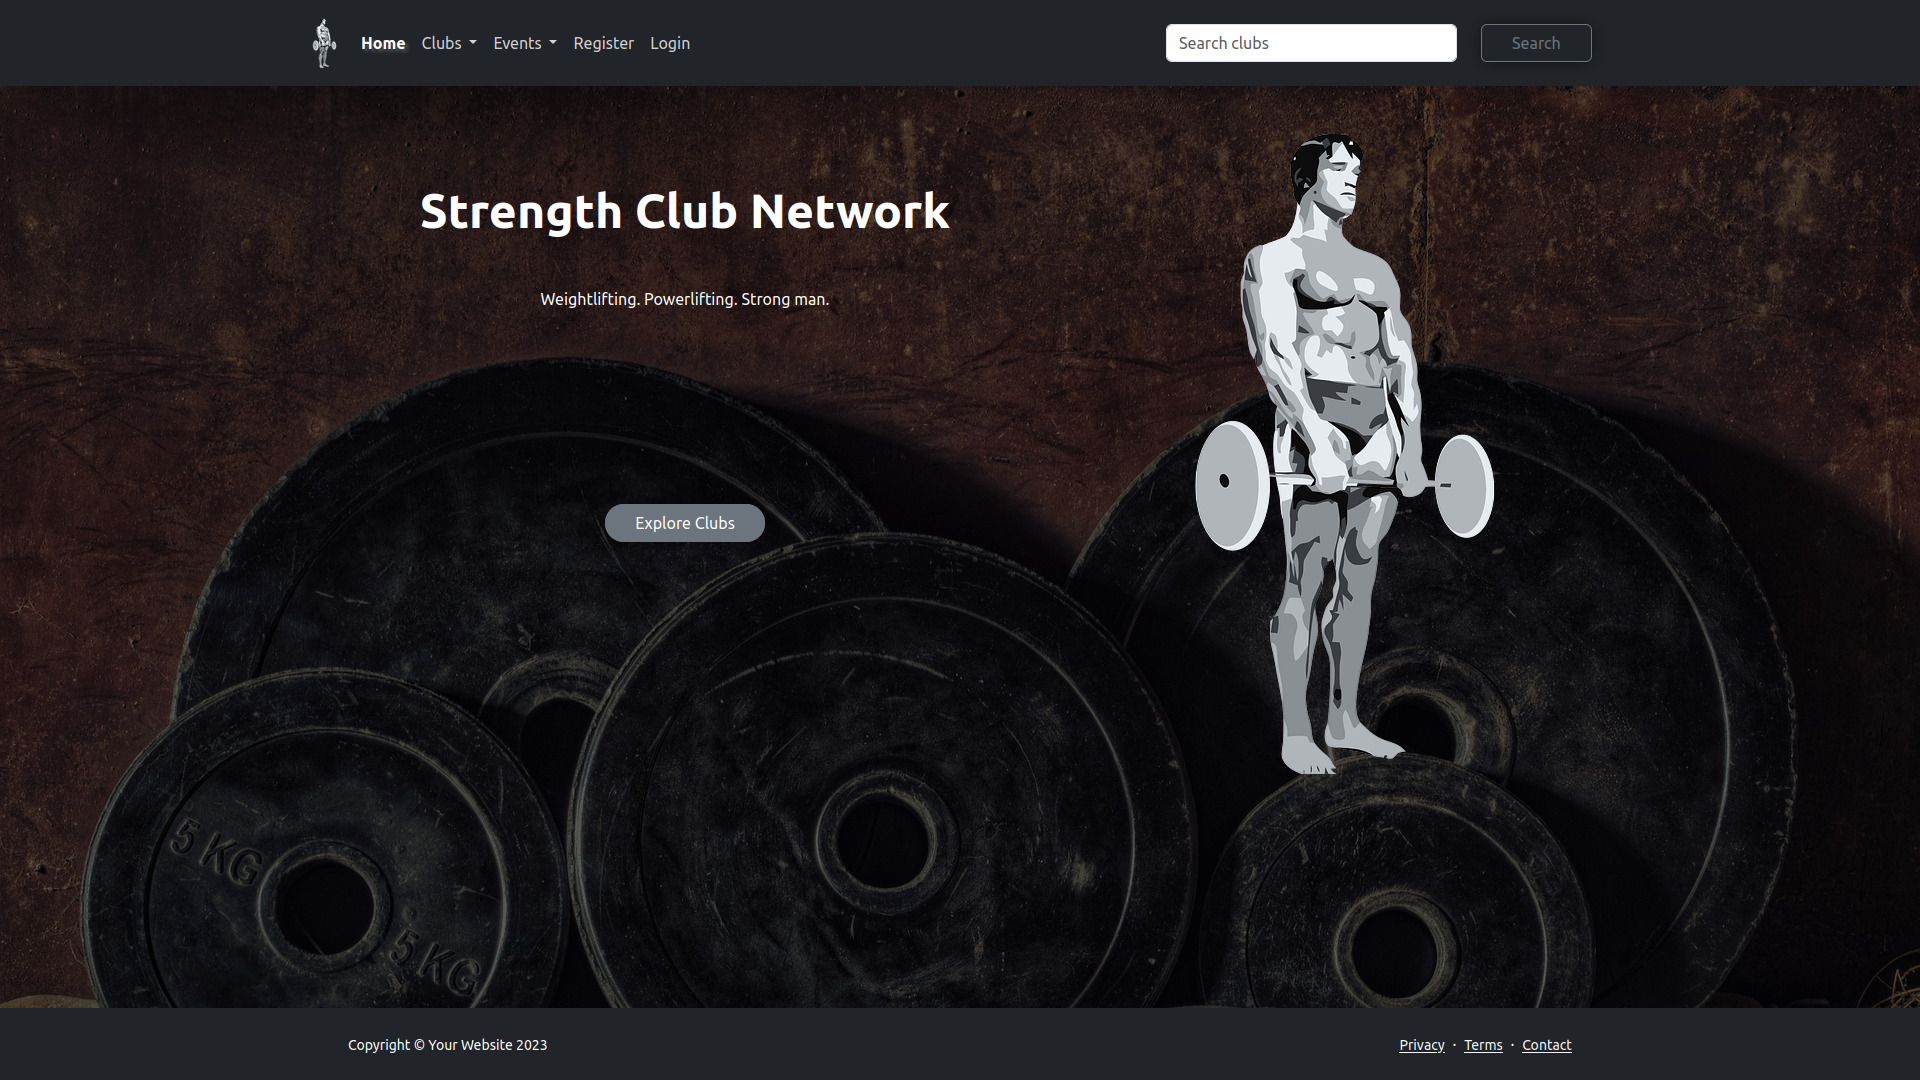 Home Clubs Events Register Login Search clubs Search
Strength Club Network
Weightlifting. Powerlifting. Strong man.
Explore Clubs
5 KG
5 KG
Copyright © Your Website 2023 Privacy · Terms · Contact